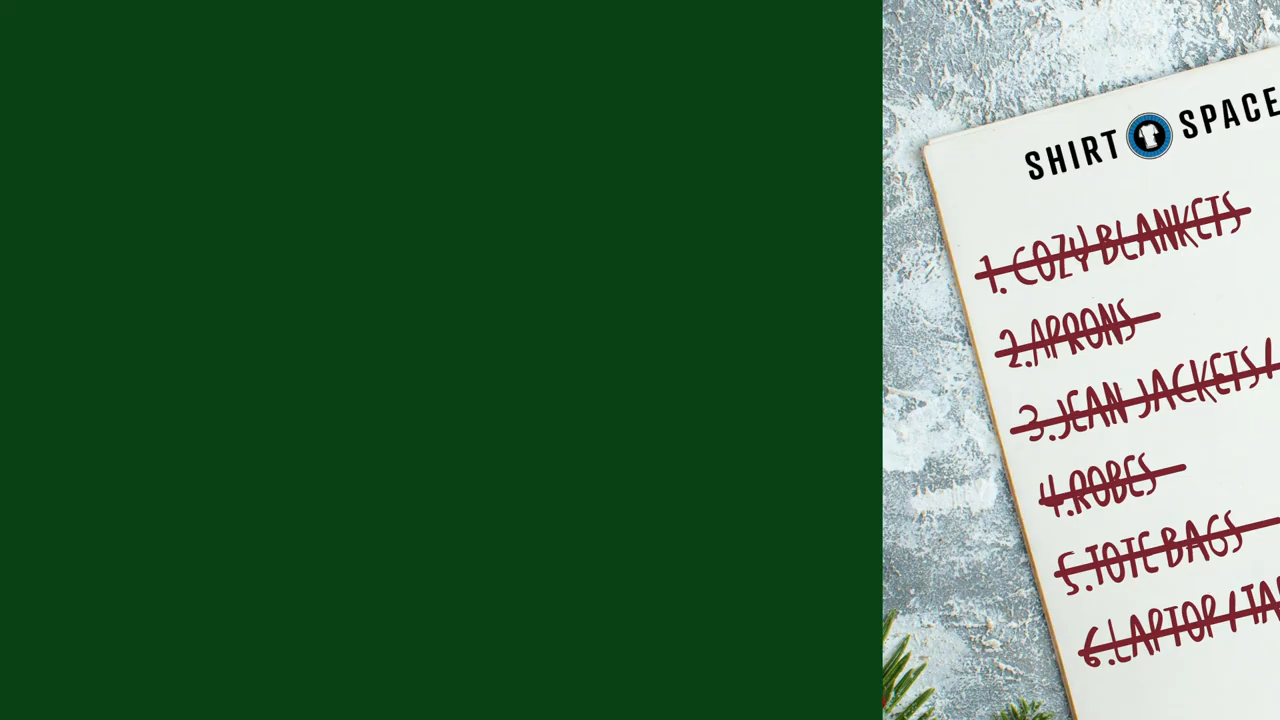 SHIRT SPACE
1. COZY BLANKETS
2. APRONS
3. JEAN JACKETS /
4. ROBES
5. TOTE BAGS
6. LAPTOP /